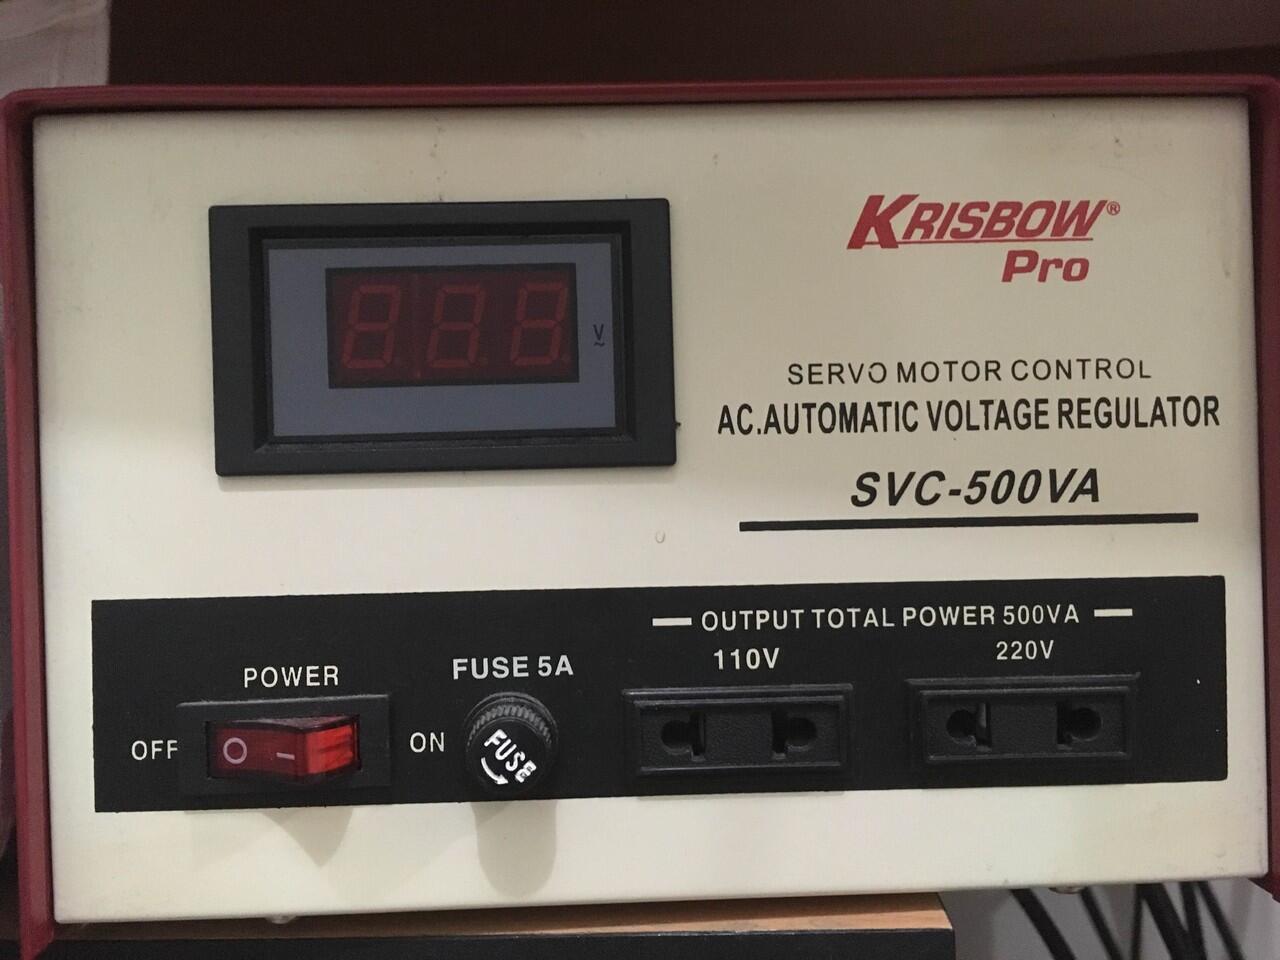 KRISBOW®
Pro
SERVO MOTOR CONTROL
AC.AUTOMATIC VOLTAGE REGULATOR
SVC-500VA
888
V
~
OUTPUT TOTAL POWER 500VA
110V
220V
POWER
OFF
ON
FUSE 5A
FUSE